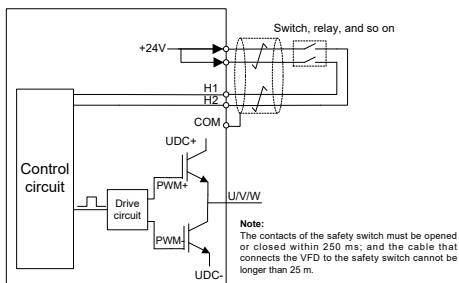 Switch, relay, and so on
+24V
H1
H2
COM
UDC+
Control
circuit
PWM+
Drive
circuit
U/V/W
PWM-
UDC-
Note:
The contacts of the safety switch must be opened
or closed within 250 ms; and the cable that
connects the VFD to the safety switch cannot be
longer than 25 m.